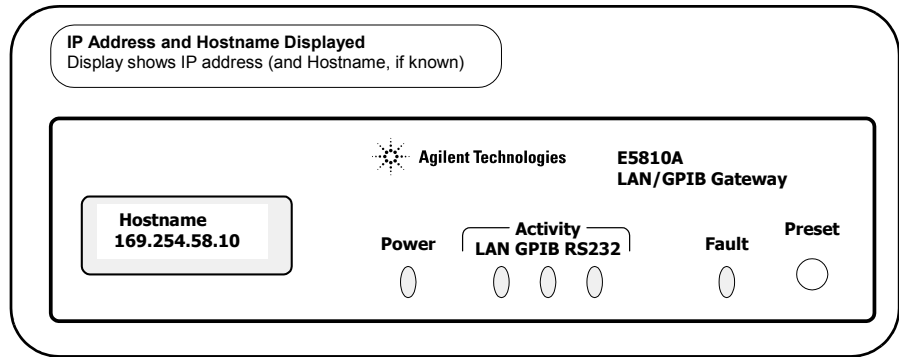 IP Address and Hostname Displayed
Display shows IP address (and Hostname, if known)
Agilent Technologies
E5810A
LAN/GPIB Gateway
Hostname
169.254.58.10
Power
Activity
LAN GPIB RS232
Fault
Preset